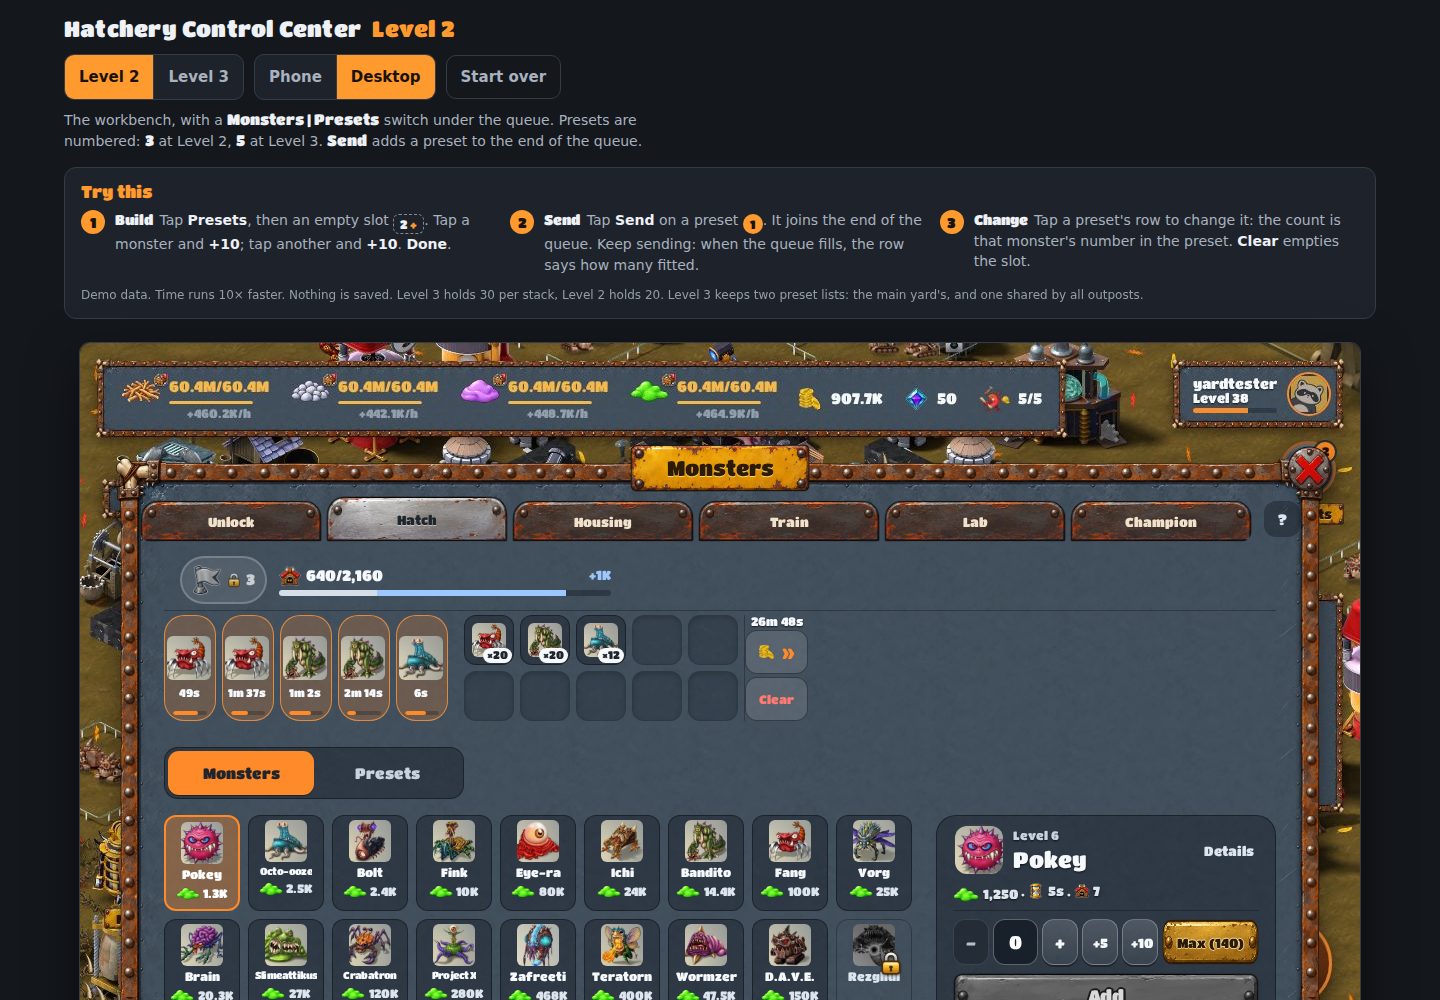 Hatchery Control Center Level 2
Level 2 Level 3 Phone Desktop Start over
The workbench, with a Monsters|Presets switch under the queue. Presets are
numbered: 3 at Level 2, 5 at Level 3. Send adds a preset to the end of the queue.
Try this
1 Build Tap Presets, then an empty slot 2 +. Tap a
monster and +10; tap another and +10. Done.
2 Send Tap Send on a preset 1. It joins the end of the
queue. Keep sending: when the queue fills, the row
says how many fitted.
3 Change Tap a preset's row to change it: the count is
that monster's number in the preset. Clear empties
the slot.
Demo data. Time runs 10× faster. Nothing is saved. Level 3 holds 30 per stack, Level 2 holds 20. Level 3 keeps two preset lists: the main yard's, and one shared by all outposts.
60.4M/60.4M 60.4M/60.4M 60.4M/60.4M 60.4M/60.4M 907.7K 50 5/5
+460.2K/h +442.1K/h +448.7K/h +464.9K/h
yardtester
Level 38
Monsters
Unlock Hatch Housing Train Lab Champion ?
3 640/2,160 +1K
49s 1m 37s 1m 2s 2m 14s 6s
×20 ×20 ×12
26m 48s
Clear
Monsters Presets
Pokey Octo-ooze Bolt Fink Eye-ra Ichi Bandito Fang Vorg
1.3K 2.5K 2.4K 10K 80K 24K 14.4K 100K 25K
Brain Slimeattikus Crabatron Project X Zafreeti Teratorn Wormzer D.A.V.E. Rezghul
20.3K 27K 120K 280K 468K 400K 47.5K 150K
Level 6
Pokey
Details
1,250 · 5s · 7
− 0 + +5 +10 Max (140)
Add